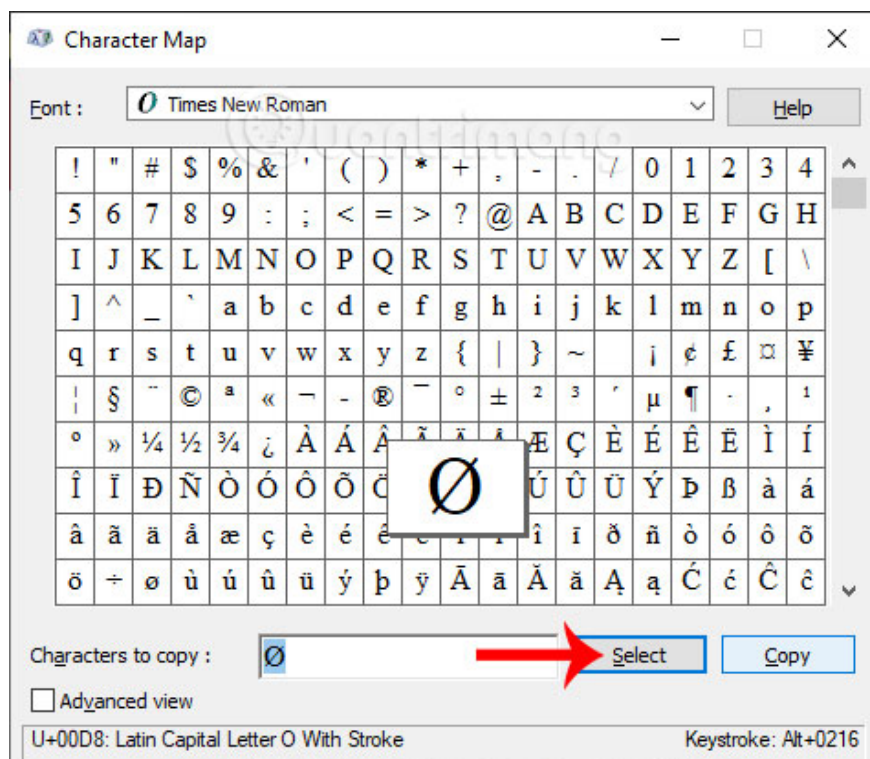 Character Map
Font : O Times New Roman Help
Quantrimang
! " # $ % & ' ( ) * + , - . / 0 1 2 3 4
5 6 7 8 9 : ; < = > ? @ A B C D E F G H
I J K L M N O P Q R S T U V W X Y Z [ \
] ^ _ ` a b c d e f g h i j k l m n o p
q r s t u v w x y z { | } ~ ¡ ¢ £ ¤ ¥
¦ § ¨ © ª « ¬ - ® ¯ ° ± ² ³ ´ µ ¶ · ¸ ¹
º » ¼ ½ ¾ ¿ À Á Â Ã Ä Å Æ Ç È É Ê Ë Ì Í
Î Ï Ð Ñ Ò Ó Ô Õ Ö Ø Ú Û Ü Ý Þ ß à á
â ã ä å æ ç è é ê î ï ð ñ ò ó ô õ
ö ÷ ø ù ú û ü ý þ ÿ Ā ā Ă ă Ą ą Ć ć Ĉ ĉ
Characters to copy : Ø Select Copy
Advanced view
U+00D8: Latin Capital Letter O With Stroke Keystroke: Alt+0216